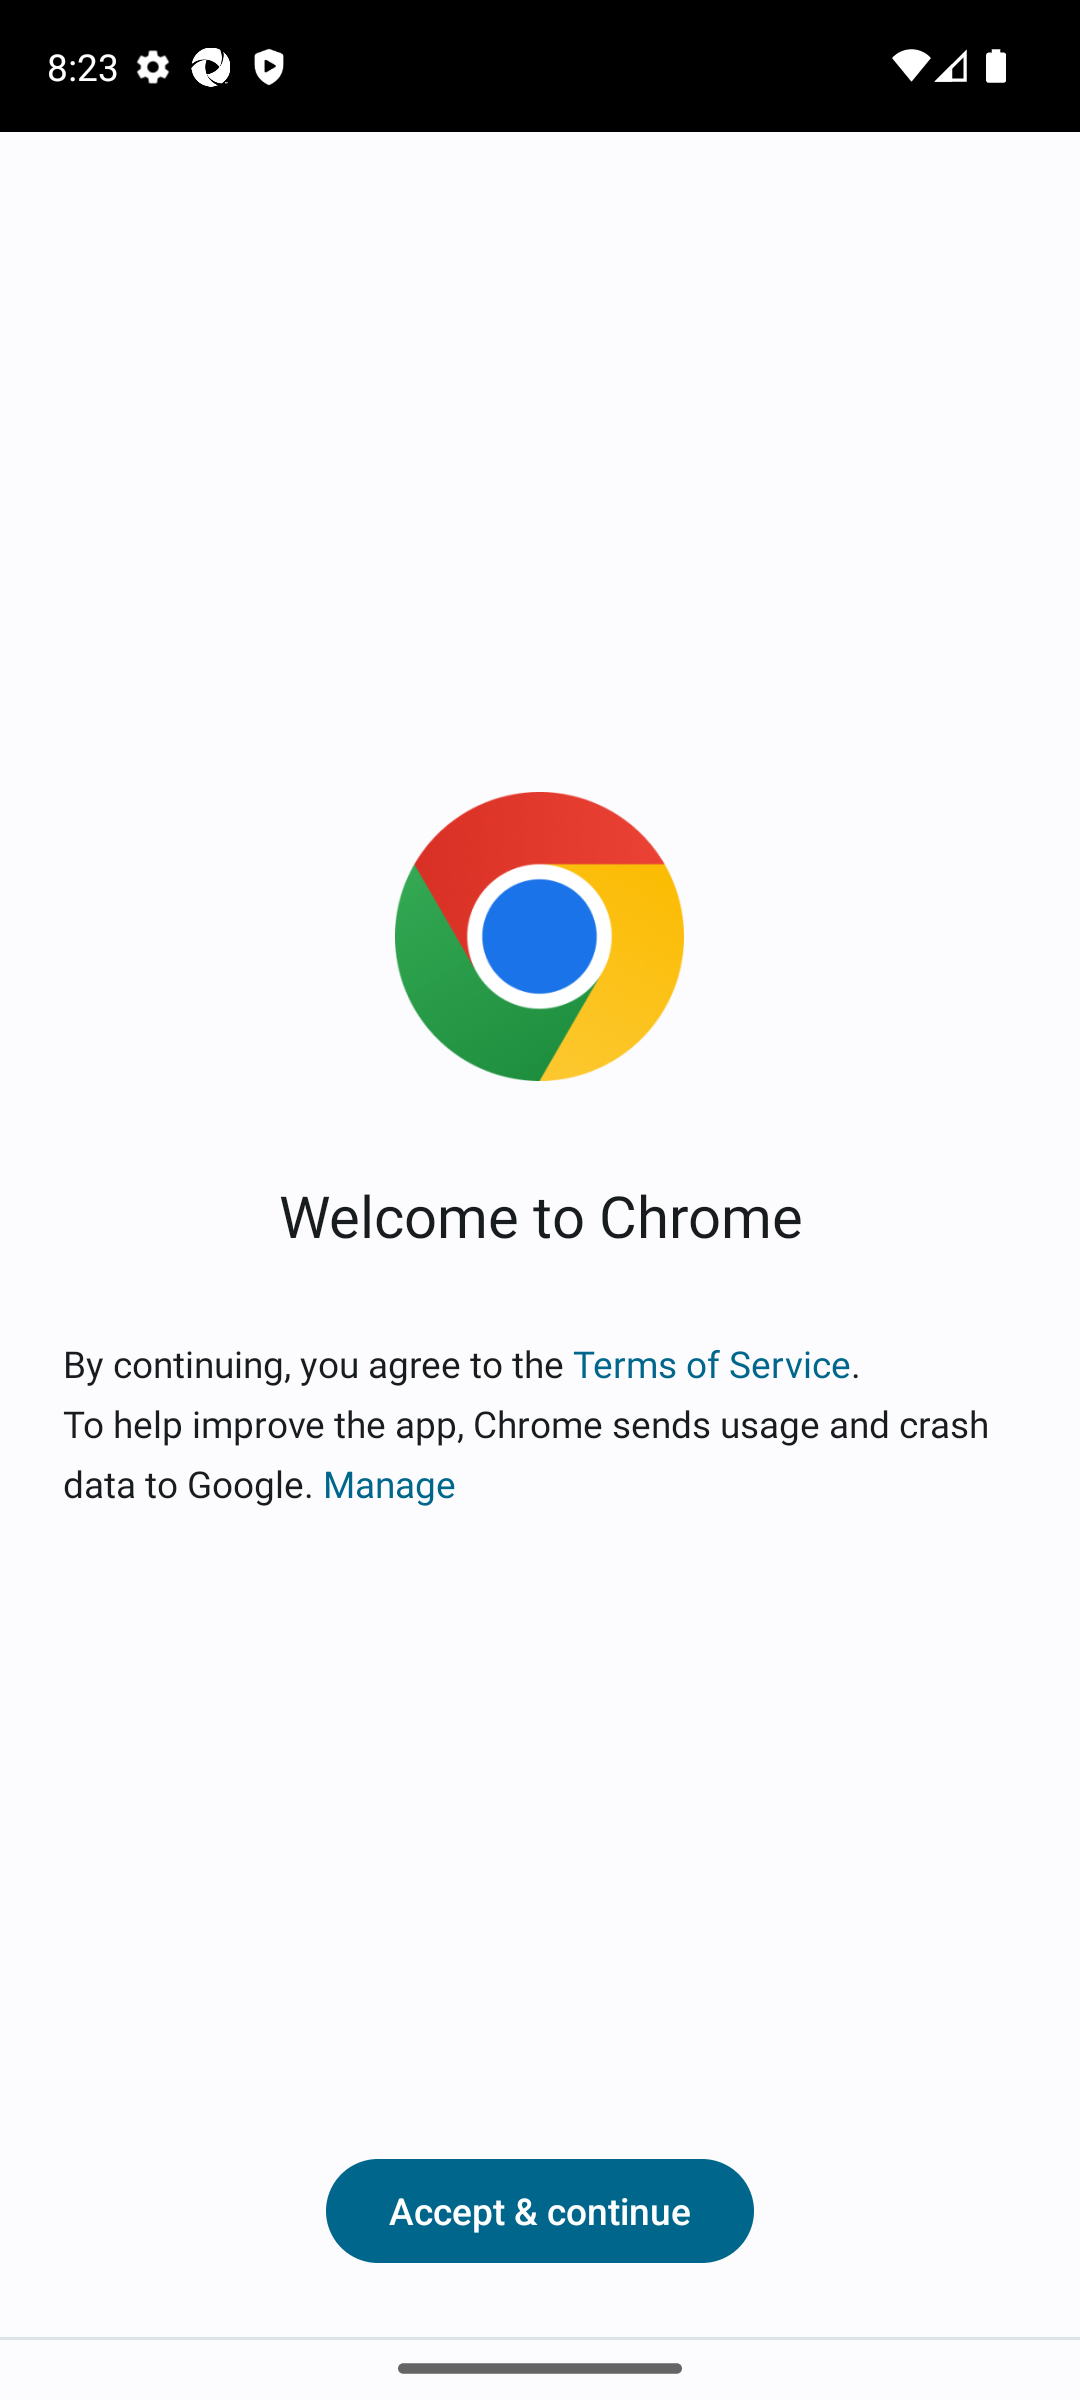 8:23
Welcome to Chrome
By continuing, you agree to the Terms of Service.
To help improve the app, Chrome sends usage and crash
data to Google. Manage
Accept & continue